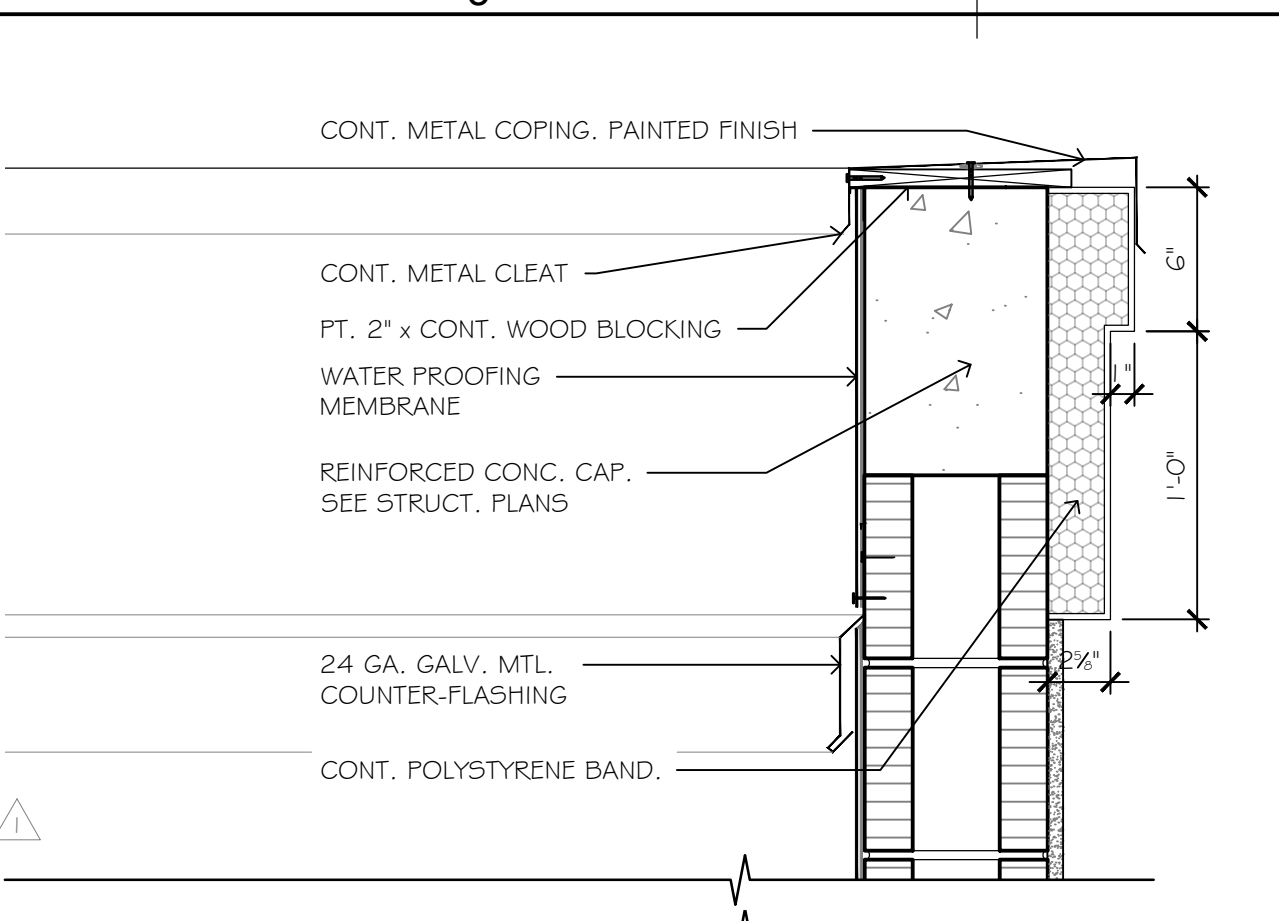 CONT. METAL COPING. PAINTED FINISH
CONT. METAL CLEAT
PT. 2" x CONT. WOOD BLOCKING
WATER PROOFING
MEMBRANE
REINFORCED CONC. CAP.
SEE STRUCT. PLANS
24 GA. GALV. MTL.
COUNTER-FLASHING
CONT. POLYSTYRENE BAND.
6"
1"
1'-0"
2⅝"
1